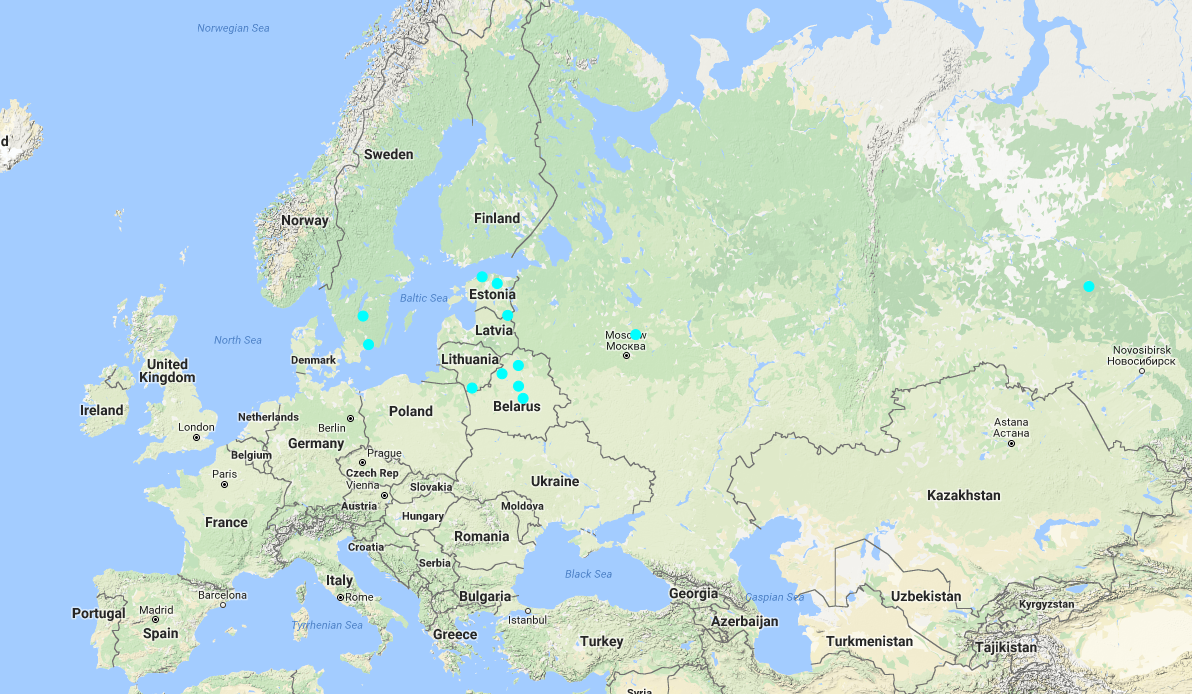 Norwegian Sea
d
Sweden
Norway
Finland
Baltic Sea
Estonia
North Sea
Latvia
Moscow
Москва
Denmark
Lithuania
Novosibirsk
Новосибирск
United
Kingdom
Ireland
Netherlands
Poland
Belarus
London
Berlin
Germany
Astana
Астана
Belgium
Prague
Paris
Czech Rep
Vienna
Slovakia
Ukraine
Kazakhstan
Austria
Moldova
France
Hungary
Romania
Croatia
Serbia
Black Sea
Italy
Georgia
Caspian Sea
Uzbekistan
Kyrgyzstan
Barcelona
Rome
Bulgaria
Portugal
Madrid
Istanbul
Azerbaijan
Spain
Tyrrhenian Sea
Greece
Turkey
Turkmenistan
Tajikistan
Syria